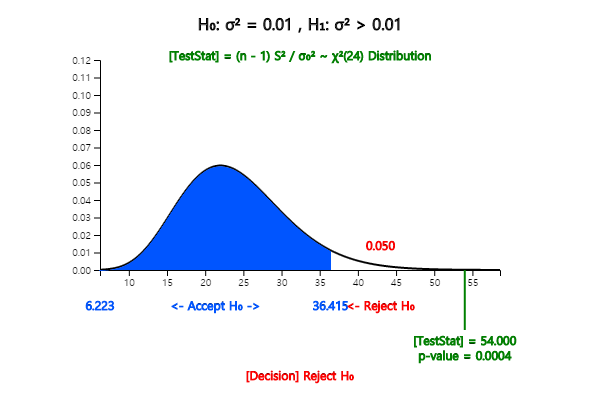 H₀: σ² = 0.01 , H₁: σ² > 0.01
[TestStat] = (n - 1) S² / σ₀² ~ χ²(24) Distribution
0.12
0.11
0.10
0.09
0.08
0.07
0.06
0.05
0.04
0.03
0.02
0.01
0.00
0.050
10 15 20 25 30 35 40 45 50 55
6.223 <- Accept H₀ -> 36.415 <- Reject H₀
[TestStat] = 54.000
p-value = 0.0004
[Decision] Reject H₀